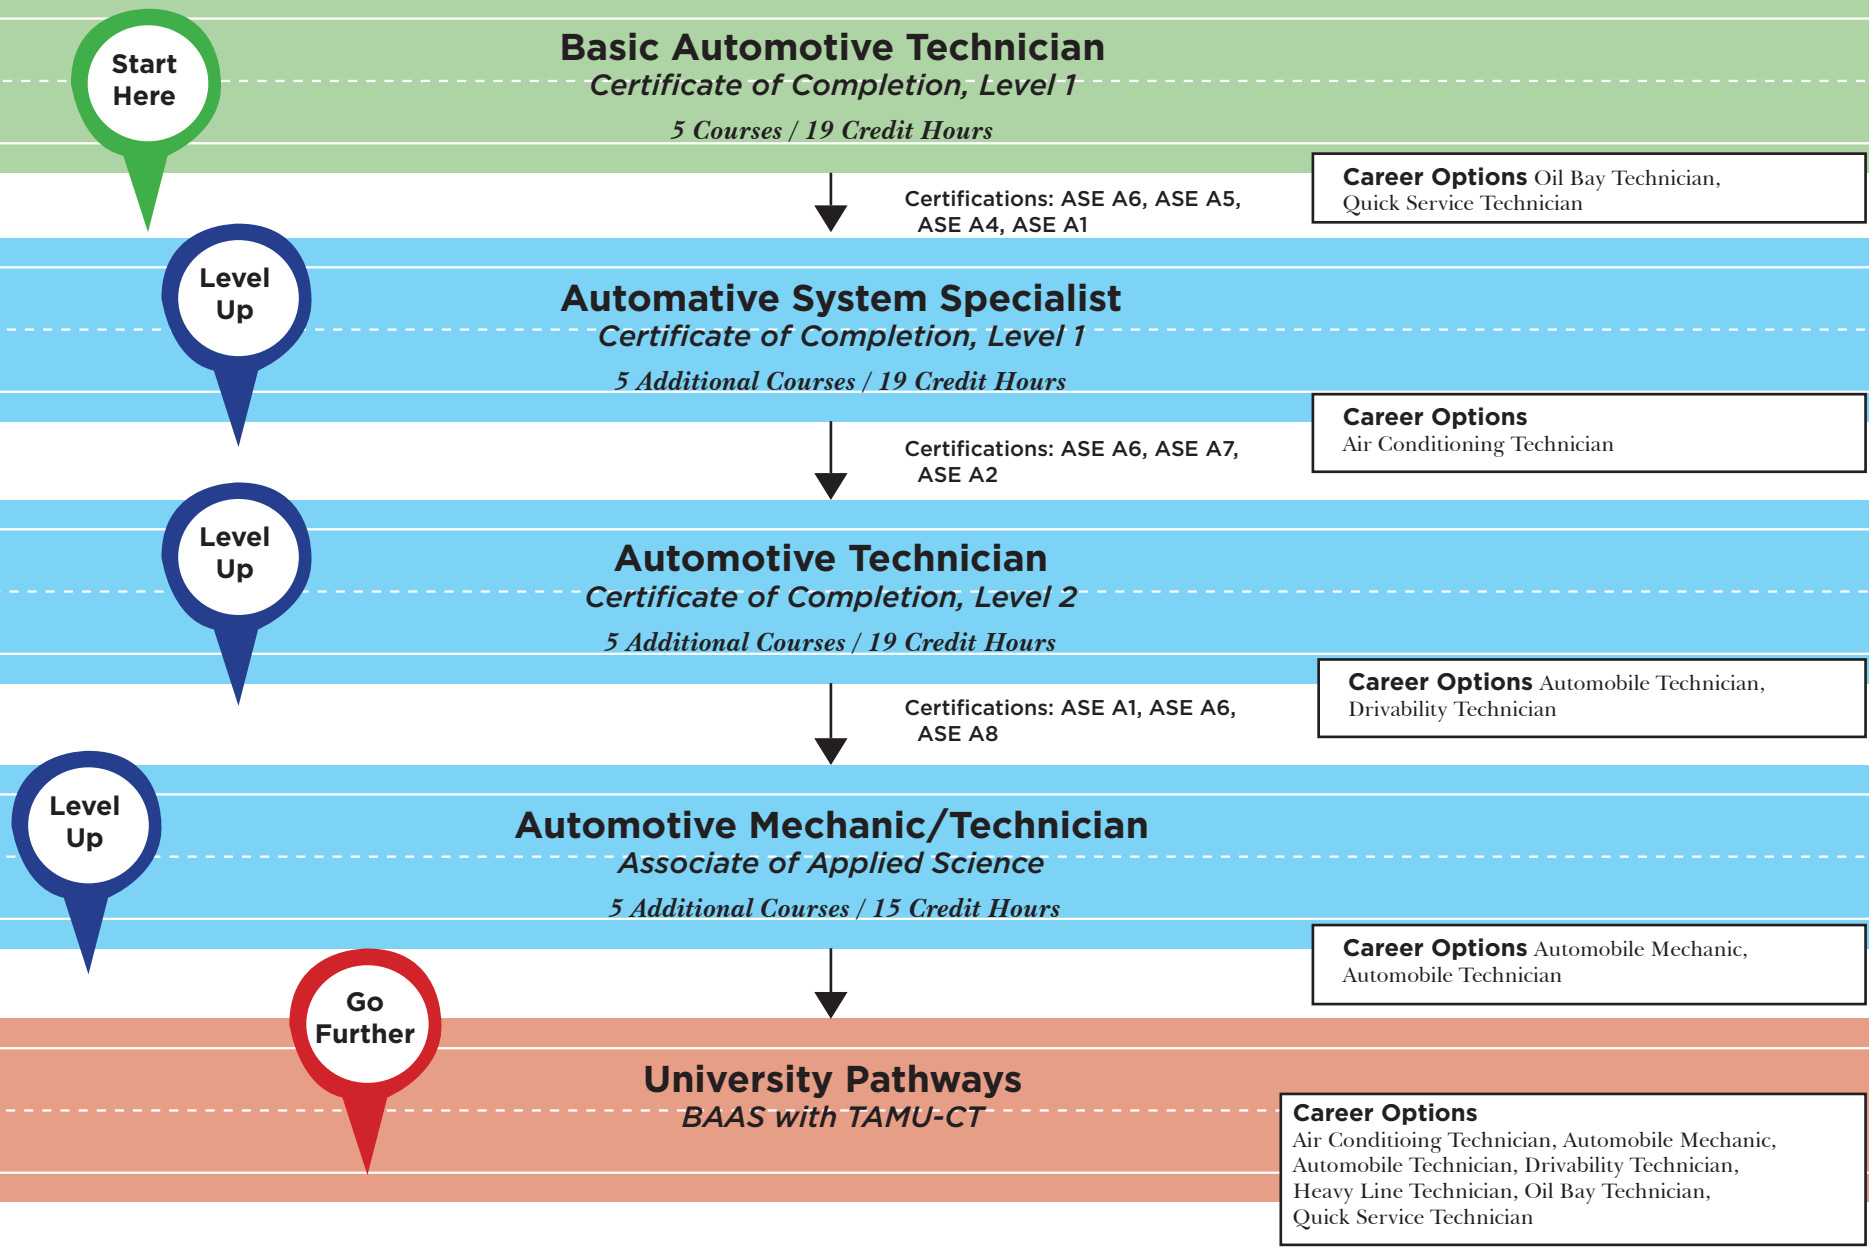 Start
Here
Basic Automotive Technician
Certificate of Completion, Level 1
5 Courses / 19 Credit Hours
Certifications: ASE A6, ASE A5,
ASE A4, ASE A1
Career Options Oil Bay Technician,
Quick Service Technician
Level
Up
Automative System Specialist
Certificate of Completion, Level 1
5 Additional Courses / 19 Credit Hours
Certifications: ASE A6, ASE A7,
ASE A2
Career Options
Air Conditioning Technician
Level
Up
Automotive Technician
Certificate of Completion, Level 2
5 Additional Courses / 19 Credit Hours
Certifications: ASE A1, ASE A6,
ASE A8
Career Options Automobile Technician,
Drivability Technician
Level
Up
Automotive Mechanic/Technician
Associate of Applied Science
5 Additional Courses / 15 Credit Hours
Career Options Automobile Mechanic,
Automobile Technician
Go
Further
University Pathways
BAAS with TAMU-CT
Career Options
Air Conditioing Technician, Automobile Mechanic,
Automobile Technician, Drivability Technician,
Heavy Line Technician, Oil Bay Technician,
Quick Service Technician